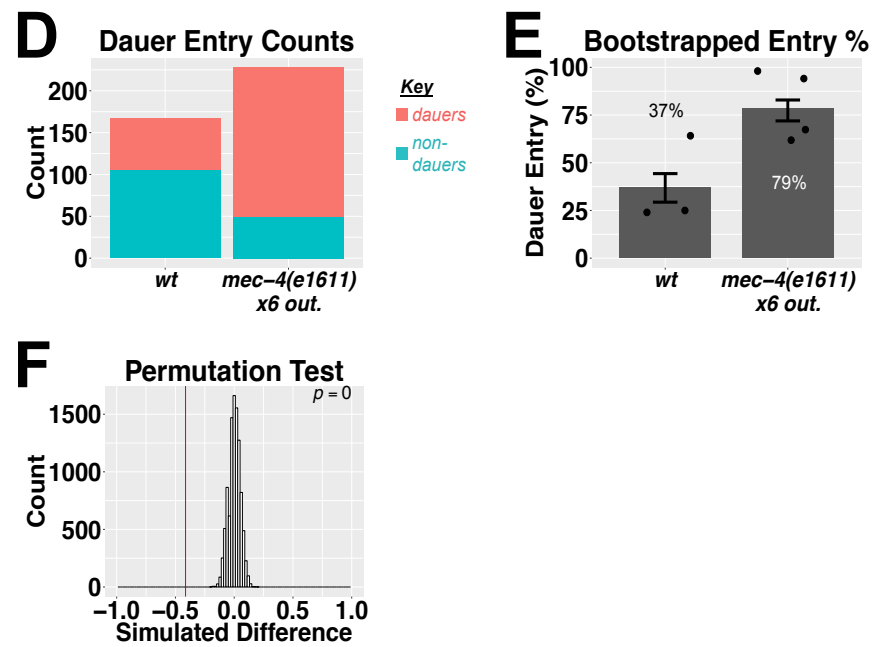 D
Dauer Entry Counts
Count
200
150
100
50
0
wt
mec−4(e1611)
x6 out.
Key
dauers
non-
dauers
E
Bootstrapped Entry %
Dauer Entry (%)
100
75
50
25
0
37%
79%
wt
mec−4(e1611)
x6 out.
F
Permutation Test
p = 0
Count
1500
1000
500
0
−1.0 −0.5 0.0 0.5 1.0
Simulated Difference